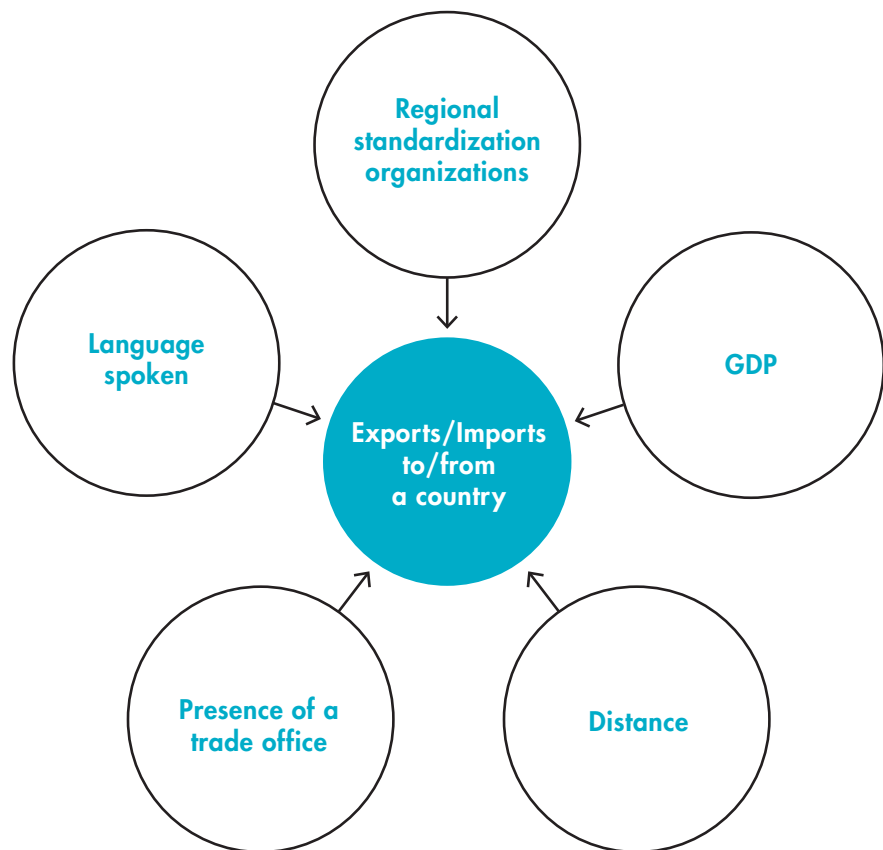 Regional
standardization
organizations
Language
spoken
GDP
Exports/Imports
to/from
a country
Presence of a
trade office
Distance